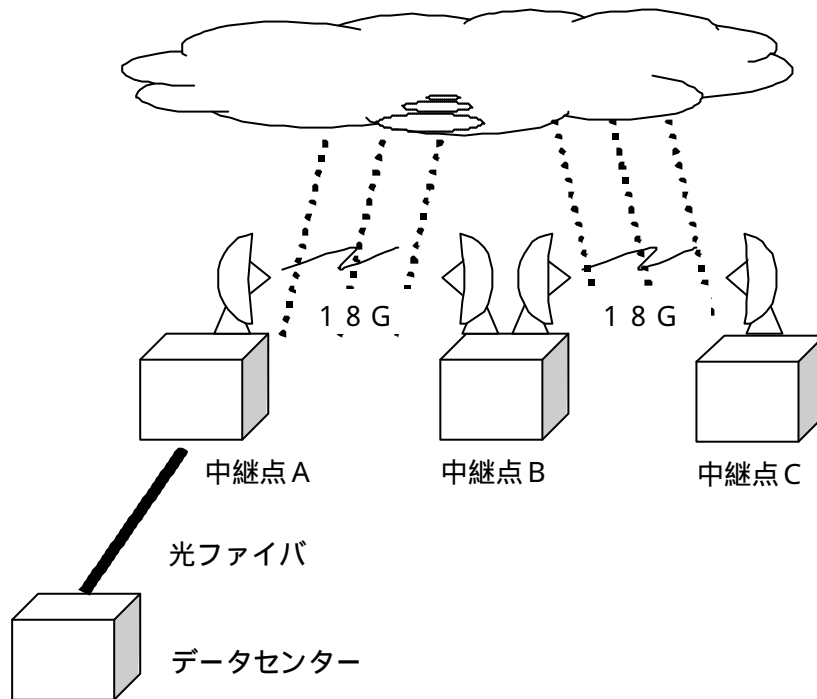 １８Ｇ
１８Ｇ
中継点Ａ
中継点Ｂ
中継点Ｃ
光ファイバ
データセンター